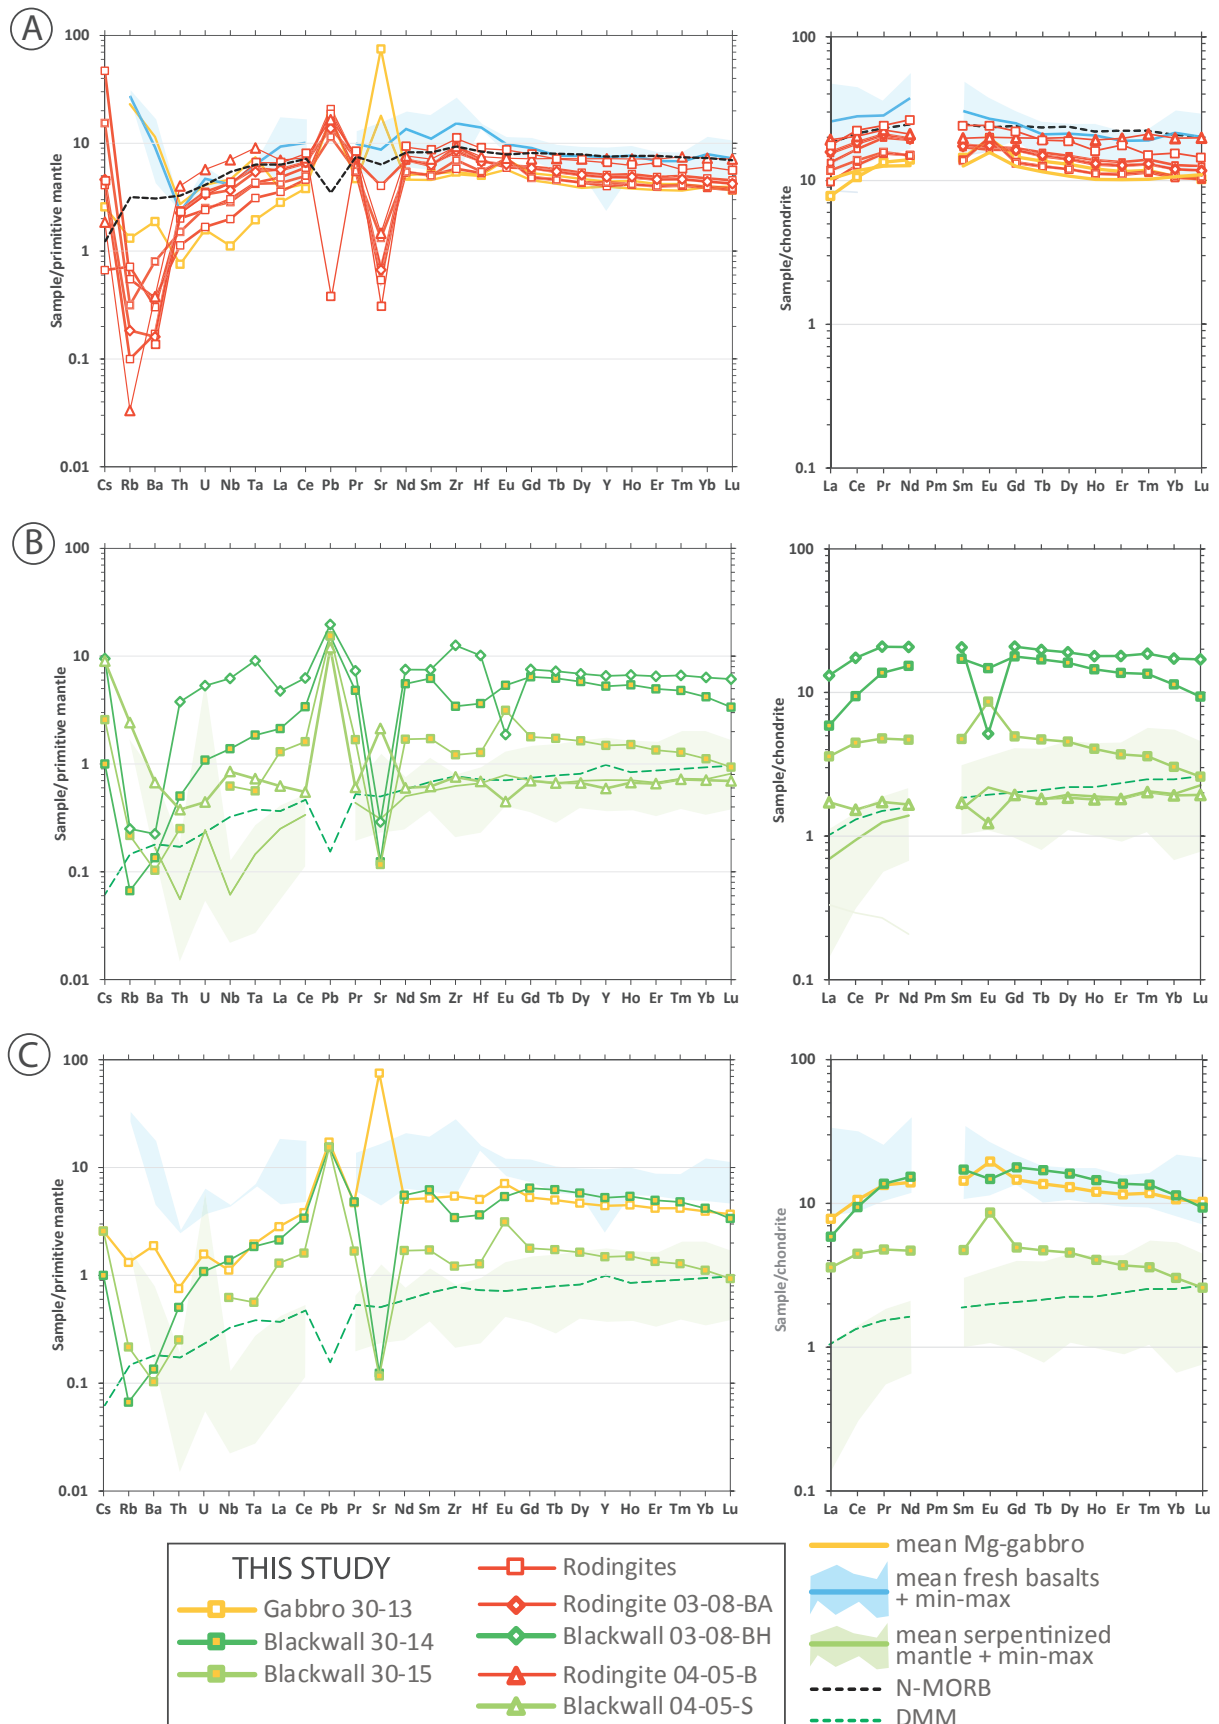 A
100
10
1
0.1
0.01
Sample/primitive mantle
Cs Rb Ba Th U Nb Ta La Ce Pb Pr Sr Nd Sm Zr Hf Eu Gd Tb Dy Y Ho Er Tm Yb Lu
100
10
1
0.1
Sample/chondrite
La Ce Pr Nd Pm Sm Eu Gd Tb Dy Ho Er Tm Yb Lu
B
100
10
1
0.1
0.01
Sample/primitive mantle
Cs Rb Ba Th U Nb Ta La Ce Pb Pr Sr Nd Sm Zr Hf Eu Gd Tb Dy Y Ho Er Tm Yb Lu
100
10
1
0.1
Sample/chondrite
La Ce Pr Nd Pm Sm Eu Gd Tb Dy Ho Er Tm Yb Lu
C
100
10
1
0.1
0.01
Sample/primitive mantle
Cs Rb Ba Th U Nb Ta La Ce Pb Pr Sr Nd Sm Zr Hf Eu Gd Tb Dy Y Ho Er Tm Yb Lu
100
10
1
0.1
Sample/chondrite
La Ce Pr Nd Pm Sm Eu Gd Tb Dy Ho Er Tm Yb Lu
THIS STUDY
Gabbro 30-13
Blackwall 30-14
Blackwall 30-15
Rodingites
Rodingite 03-08-BA
Blackwall 03-08-BH
Rodingite 04-05-B
Blackwall 04-05-S
mean Mg-gabbro
mean fresh basalts
+ min-max
mean serpentinized
mantle + min-max
N-MORB
DMM